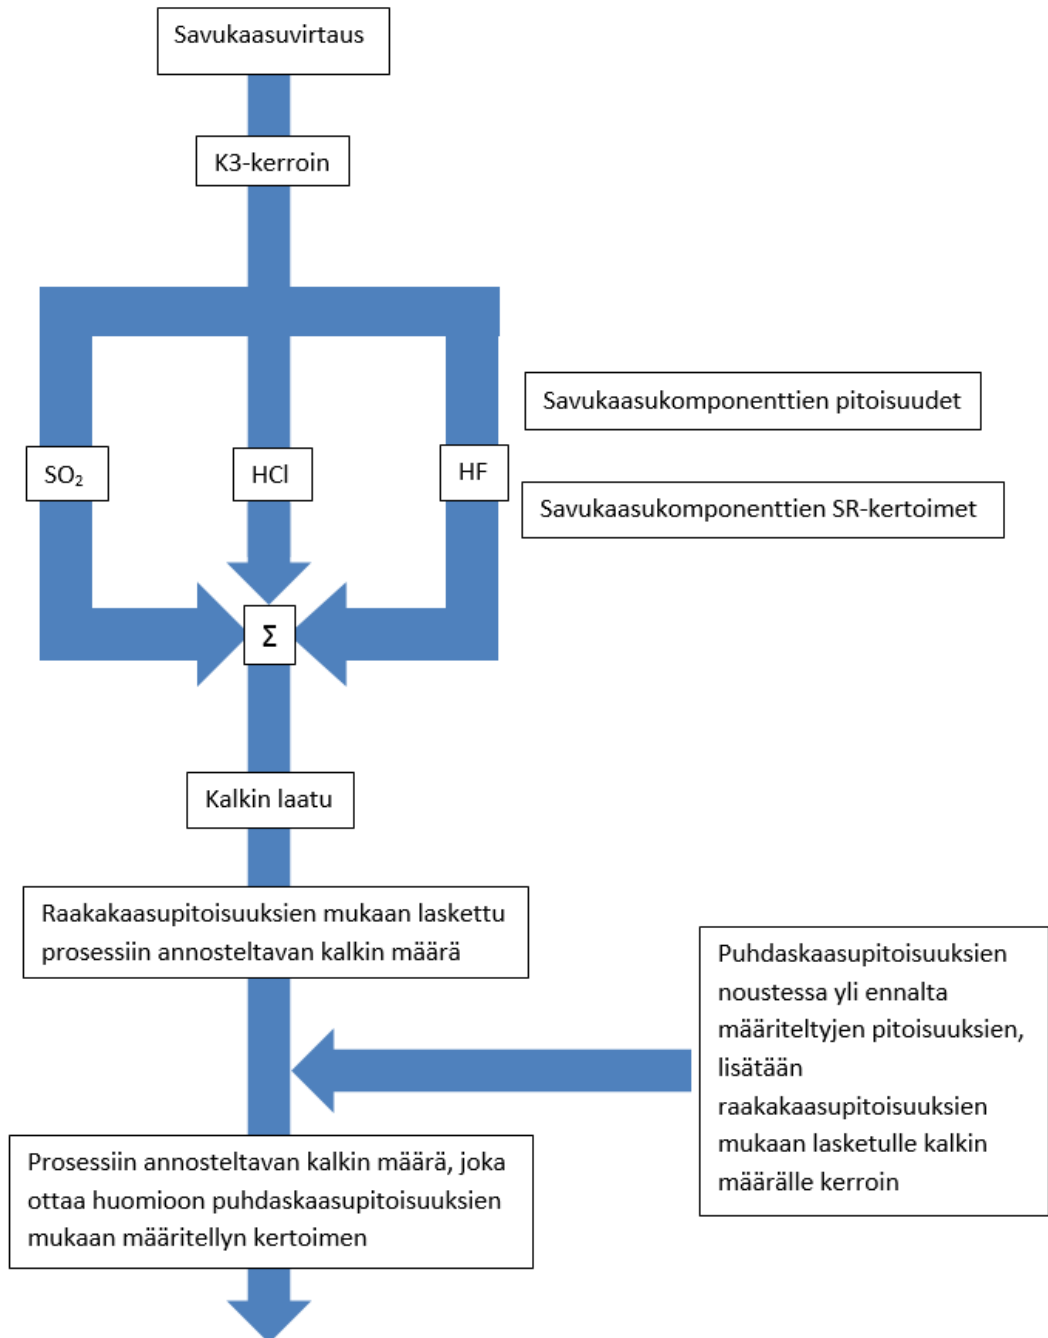 Savukaasuvirtaus
K3-kerroin
Savukaasukomponenttien pitoisuudet
SO₂
HCl
HF
Savukaasukomponenttien SR-kertoimet
Σ
Kalkin laatu
Raakakaasupitoisuuksien mukaan laskettu
prosessiin annosteltavan kalkin määrä
Puhdaskaasupitoisuuksien
noustessa yli ennalta
määriteltyjen pitoisuuksien,
lisätään
raakakaasupitoisuuksien
mukaan lasketulle kalkin
määrälle kerroin
Prosessiin annosteltavan kalkin määrä, joka
ottaa huomioon puhdaskaasupitoisuuksien
mukaan määritellyn kertoimen